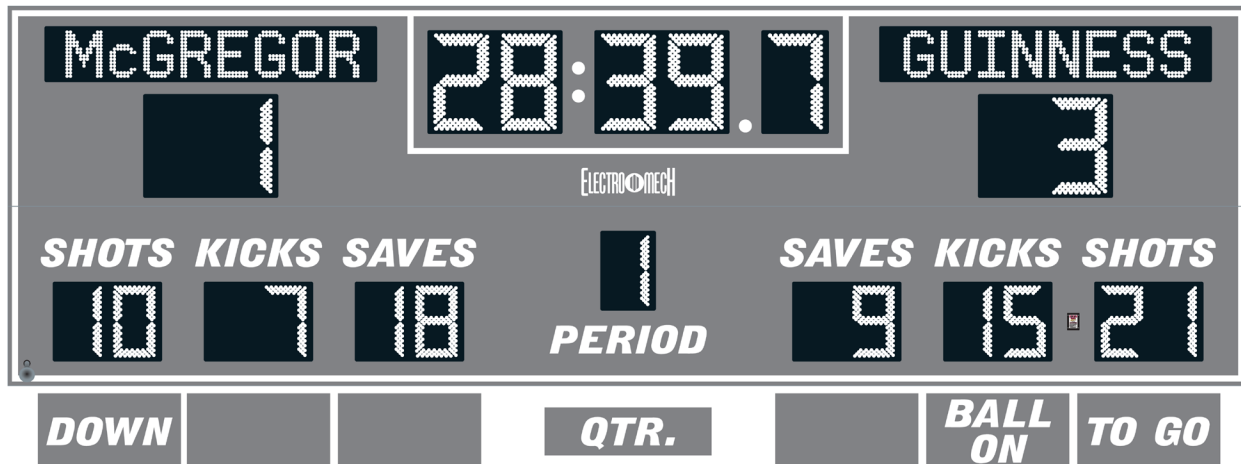 McGREGOR 28:39.7 GUINNESS
1 3
ELECTRO MECH
SHOTS KICKS SAVES 1 SAVES KICKS SHOTS
10 7 18 PERIOD 9 15 21
DOWN QTR. BALL ON TO GO